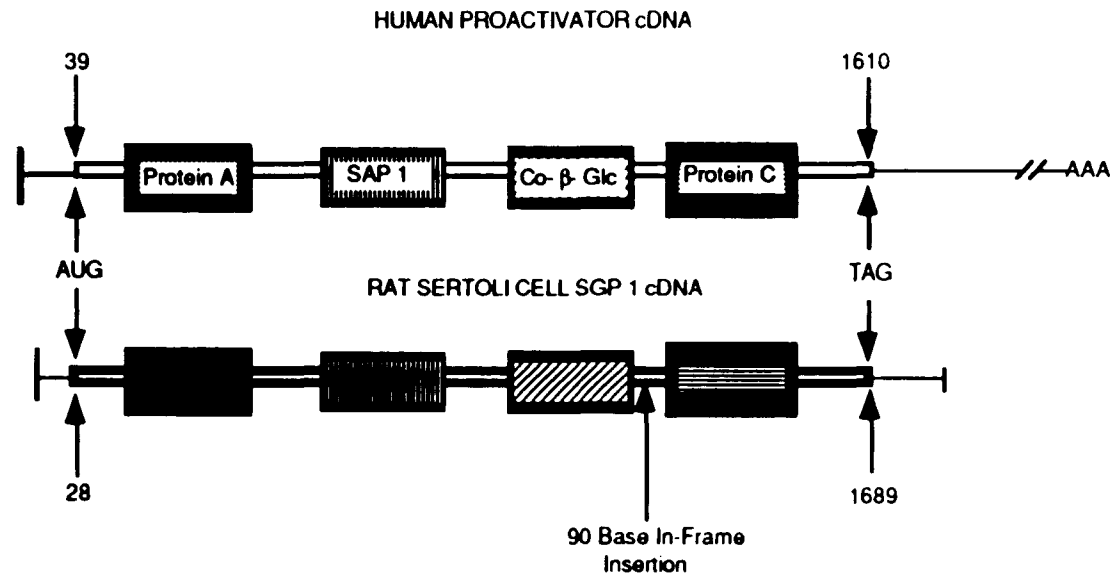 HUMAN PROACTIVATOR cDNA
39
1610
Protein A
SAP 1
Co- β- Glc
Protein C
AAA
AUG
TAG
RAT SERTOLI CELL SGP 1 cDNA
28
1689
90 Base In-Frame
Insertion